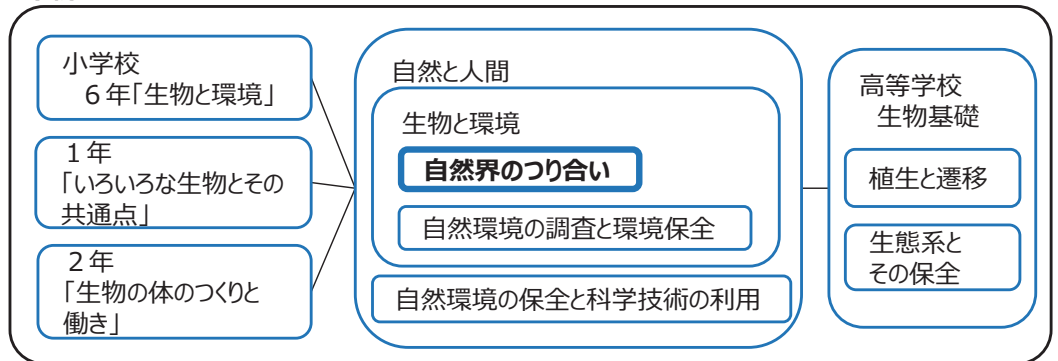 小学校
６年「生物と環境」
１年
「いろいろな生物とその
共通点」
２年
「生物の体のつくりと
働き」
自然と人間
生物と環境
自然界のつり合い
自然環境の調査と環境保全
自然環境の保全と科学技術の利用
高等学校
生物基礎
植生と遷移
生態系と
その保全